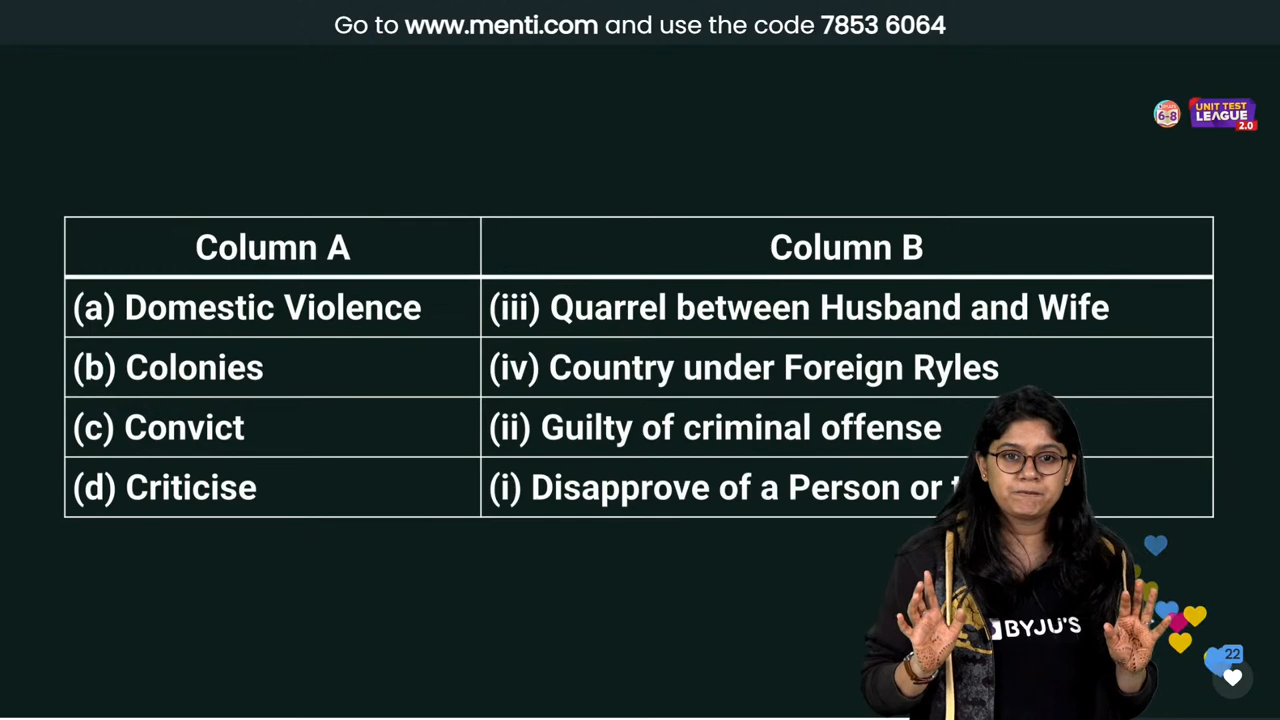 Go to www.menti.com and use the code 7853 6064
6-8
UNIT TEST
LEAGUE
2.0
Column A
Column B
(a) Domestic Violence
(iii) Quarrel between Husband and Wife
(b) Colonies
(iv) Country under Foreign Ryles
(c) Convict
(ii) Guilty of criminal offense
(d) Criticise
(i) Disapprove of a Person or
BYJU'S
22